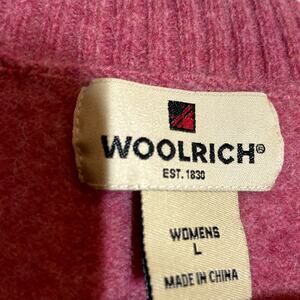 WOOLRICH®
EST. 1830
WOMENS
L
MADE IN CHINA